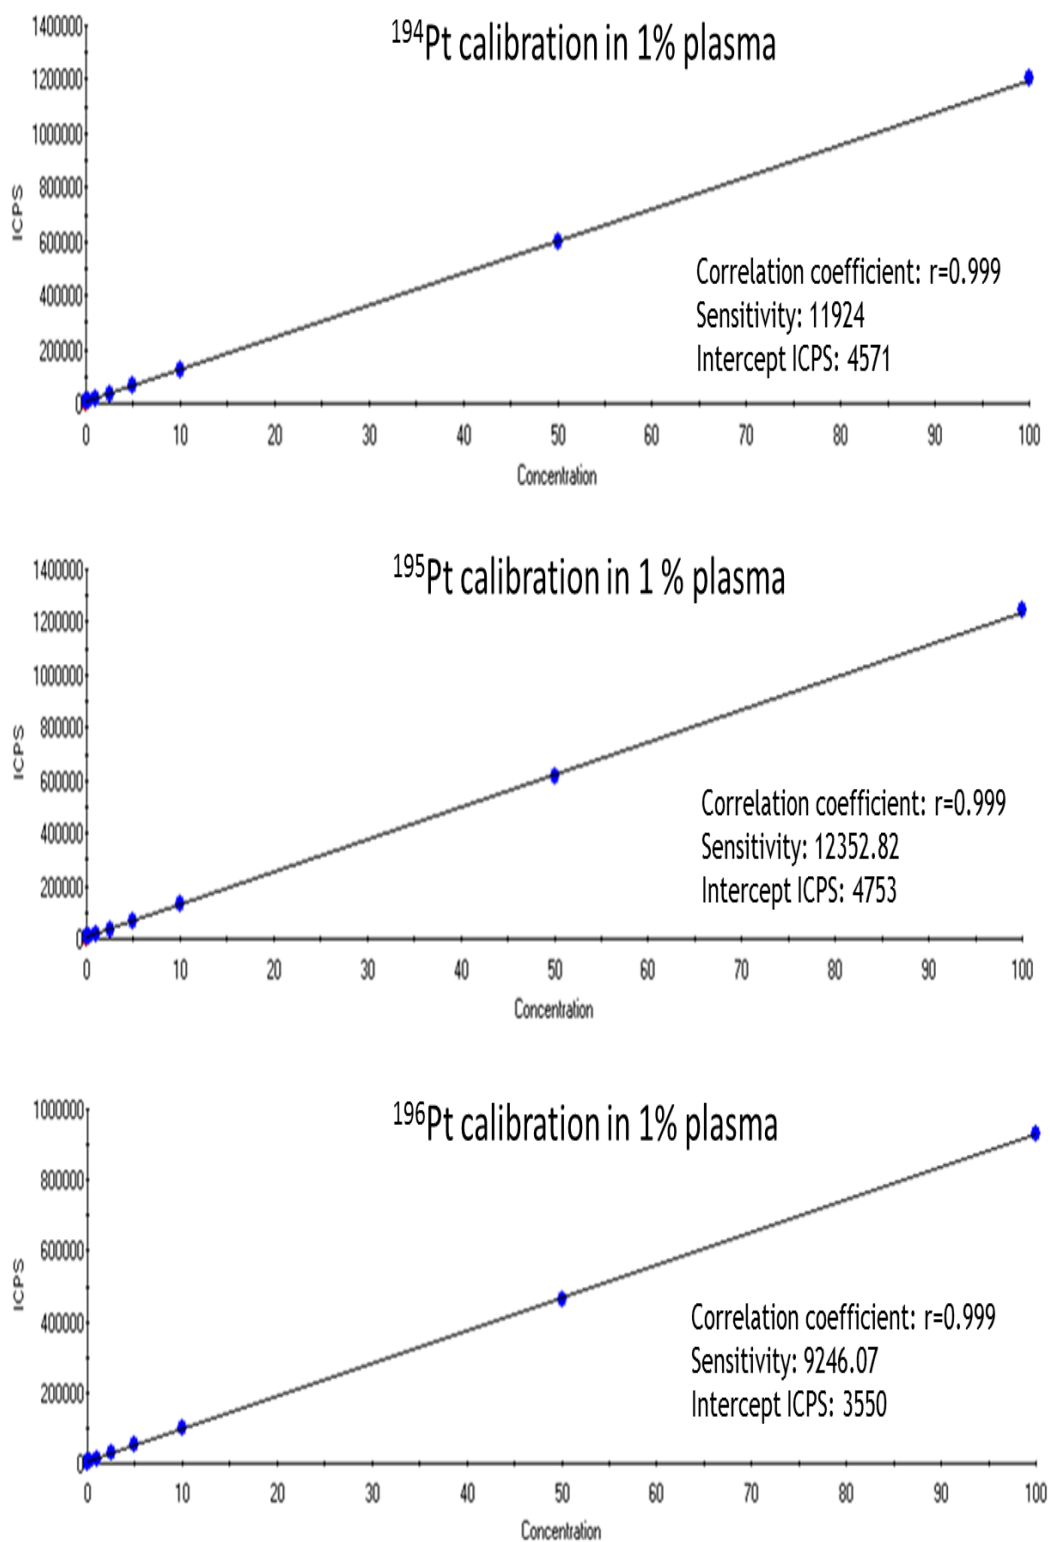 ¹⁹⁴Pt calibration in 1% plasma
1400000
1200000
1000000
800000
600000
400000
200000
0
ICPS
Correlation coefficient: r=0.999
Sensitivity: 11924
Intercept ICPS: 4571
0 10 20 30 40 50 60 70 80 90 100
Concentration
¹⁹⁵Pt calibration in 1 % plasma
1400000
1200000
1000000
800000
600000
400000
200000
0
ICPS
Correlation coefficient: r=0.999
Sensitivity: 12352.82
Intercept ICPS: 4753
0 10 20 30 40 50 60 70 80 90 100
Concentration
¹⁹⁶Pt calibration in 1% plasma
1000000
800000
600000
400000
200000
0
ICPS
Correlation coefficient: r=0.999
Sensitivity: 9246.07
Intercept ICPS: 3550
0 10 20 30 40 50 60 70 80 90 100
Concentration